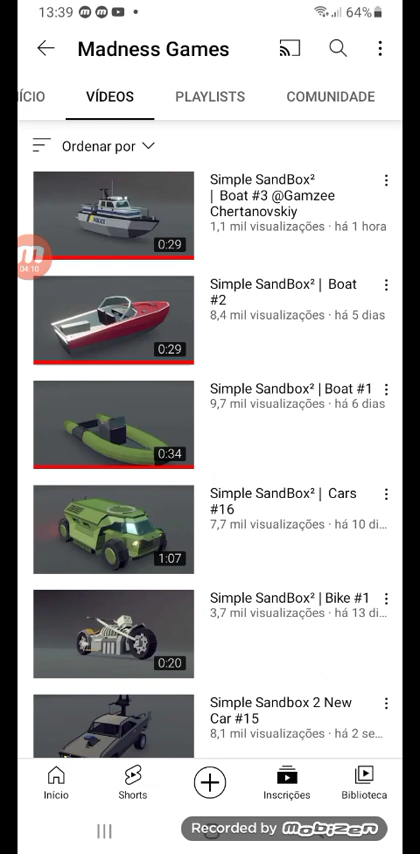 13:39
64%
Madness Games
ÍCIO
VÍDEOS
PLAYLISTS
COMUNIDADE
Ordenar por
Simple SandBox²
| Boat #3 @Gamzee
Chertanovskiy
1,1 mil visualizações · há 1 hora
POLICE
0:29
04:10
Simple SandBox² | Boat
#2
8,4 mil visualizações · há 5 dias
0:29
Simple Sandbox² | Boat #1
9,7 mil visualizações · há 6 dias
0:34
Simple SandBox² | Cars
#16
7,7 mil visualizações · há 10 di...
1:07
Simple SandBox² | Bike #1
3,7 mil visualizações · há 13 di...
0:20
Simple Sandbox 2 New
Car #15
8,1 mil visualizações · há 2 se...
Início
Shorts
Inscrições
Biblioteca
Recorded by mobizen